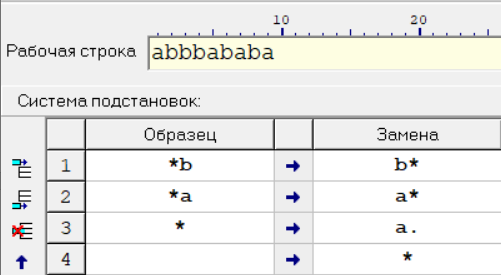 10 20
Рабочая строка abbbababa
Система подстановок:
Образец Замена
1 *b → b*
2 *a → a*
3 * → a.
4 → *